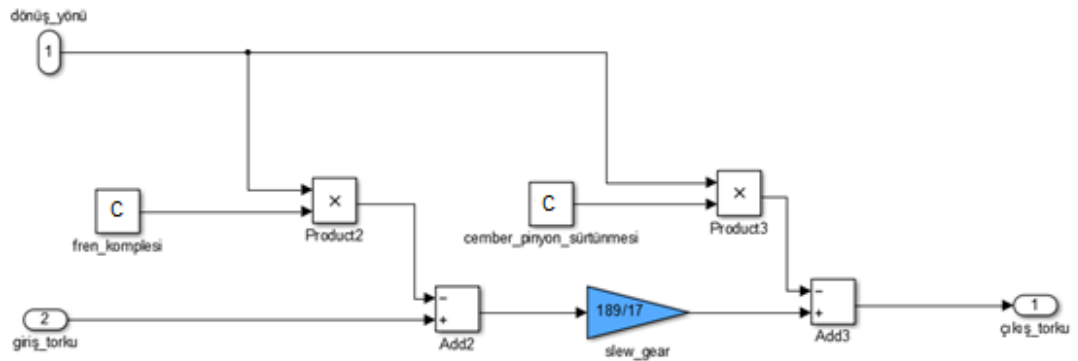 dönüş_yönü
1
C
fren_komplesi
×
Product2
C
cember_pinyon_sürtünmesi
×
Product3
2
giriş_torku
−
+
Add2
189/17
slew_gear
−
+
Add3
1
çıkış_torku